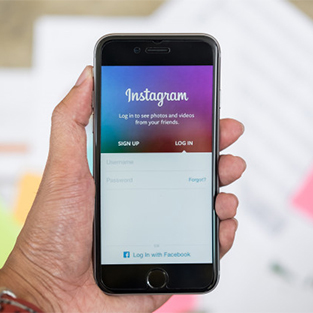 Instagram
Log in to see photos and videos
from your friends.
SIGN UP LOG IN
Username
Password Forgot?
OR
Log In with Facebook